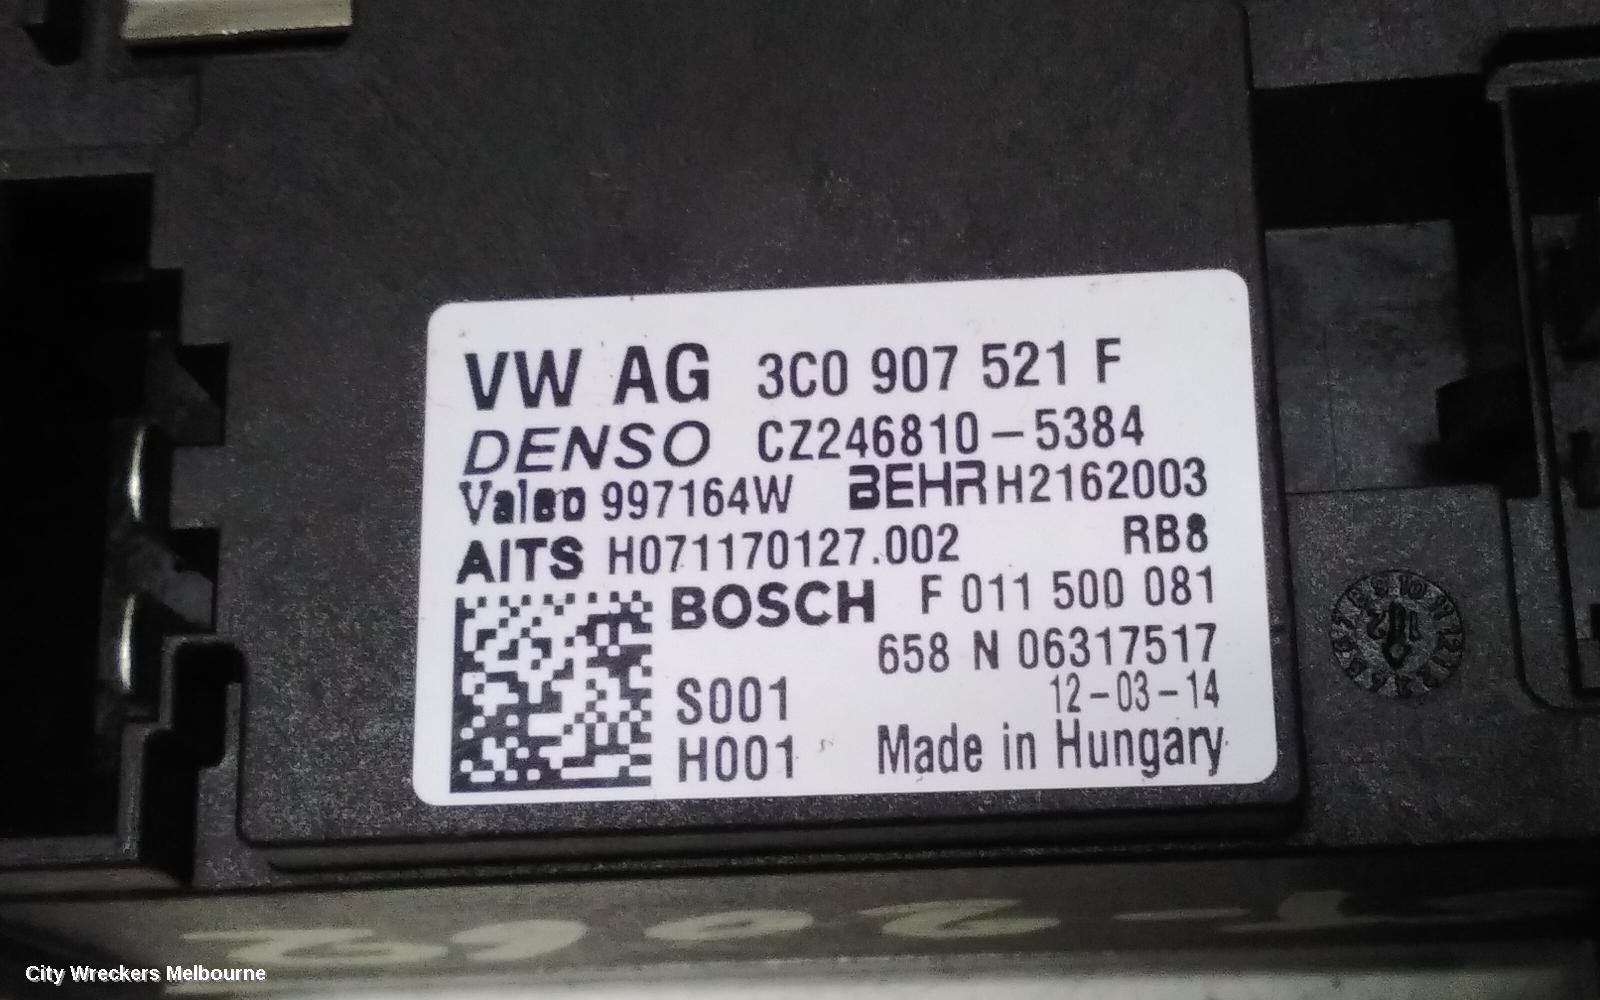 VW AG 3C0 907 521 F
DENSO CZ246810-5384
Valeo 997164W BEHR H2162003
AITS H071170127.002 RB8
BOSCH F 011 500 081
658 N 06317517
S001 12-03-14
H001 Made in Hungary
City Wreckers Melbourne